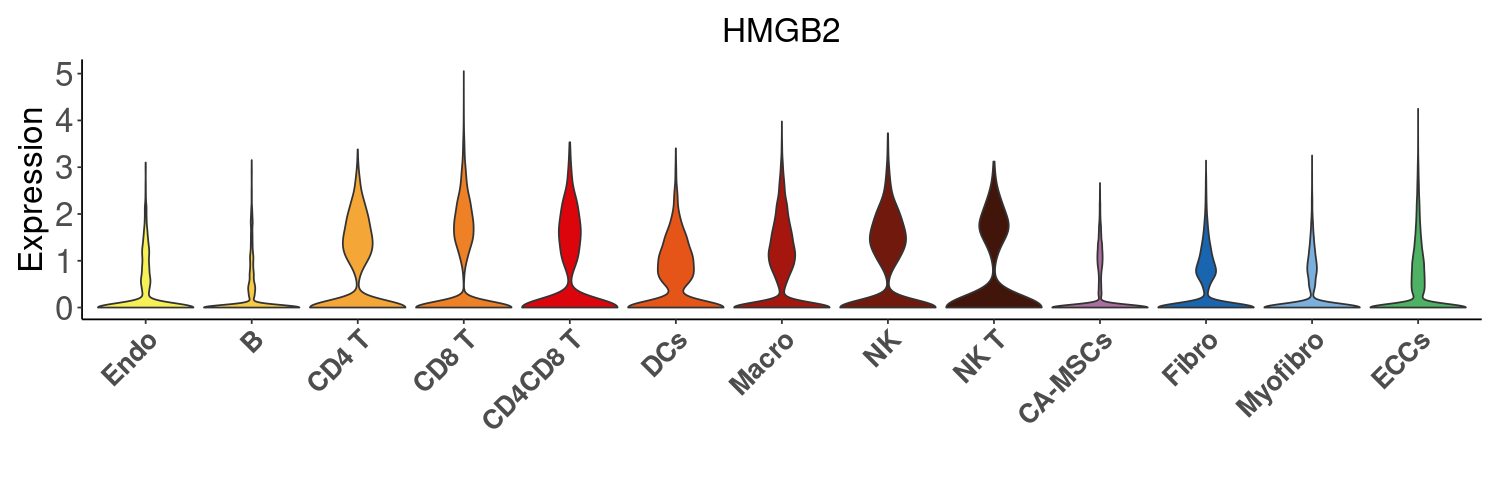 HMGB2
Expression
5
4
3
2
1
0
Endo
B
CD4 T
CD8 T
CD4CD8 T
DCs
Macro
NK
NK T
CA-MSCs
Fibro
Myofibro
ECCs